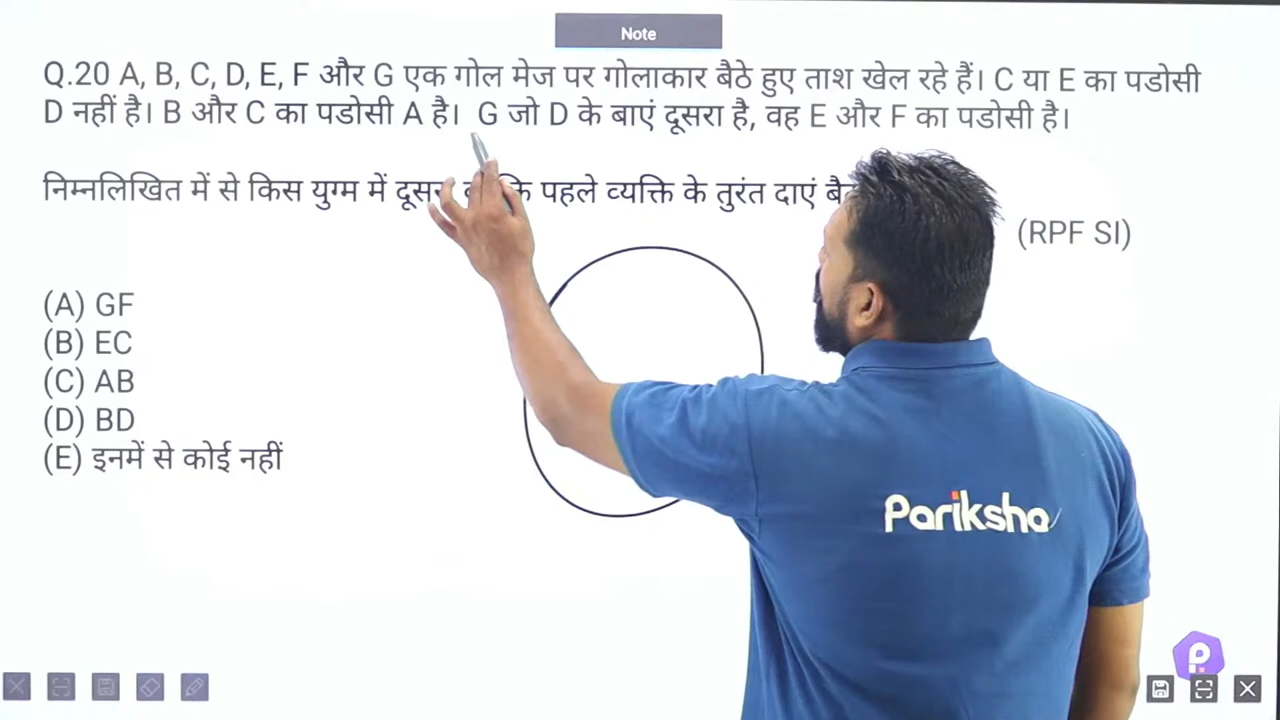 Note
Q.20 A, B, C, D, E, F और G एक गोल मेज पर गोलाकार बैठे हुए ताश खेल रहे हैं। C या E का पडोसी
D नहीं है। B और C का पडोसी A है। G जो D के बाएं दूसरा है, वह E और F का पडोसी है।
निम्नलिखित में से किस युग्म में पहले व्यक्ति के तुरंत दाएं
(RPF SI)
(A) GF
(B) EC
(C) AB
(D) BD
(E) इनमें से कोई नहीं
Pariksha